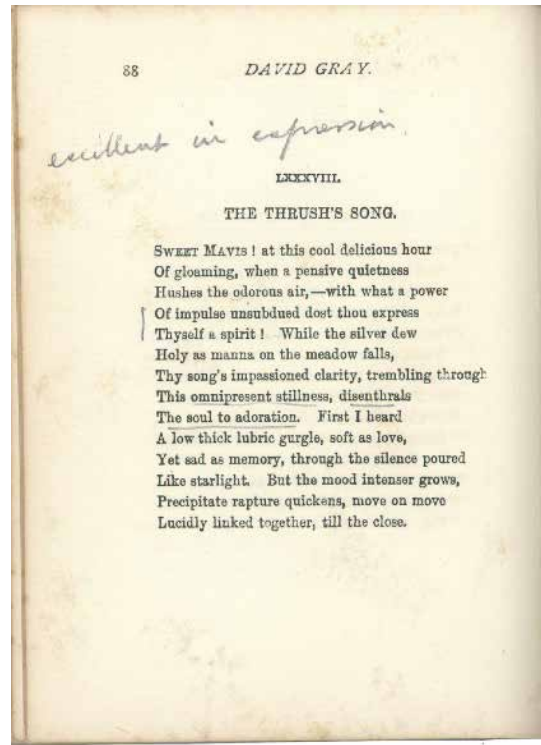 88 DAVID GRAY.
excellent in expression.
LXXXVIII.
THE THRUSH'S SONG.
SWEET MAVIS ! at this cool delicious hour
Of gloaming, when a pensive quietness
Hushes the odorous air,—with what a power
Of impulse unsubdued dost thou express
Thyself a spirit ! While the silver dew
Holy as manna on the meadow falls,
Thy song's impassioned clarity, trembling through
This omnipresent stillness, disenthrals
The soul to adoration. First I heard
A low thick lubric gurgle, soft as love,
Yet sad as memory, through the silence poured
Like starlight. But the mood intenser grows,
Precipitate rapture quickens, move on move
Lucidly linked together, till the close.